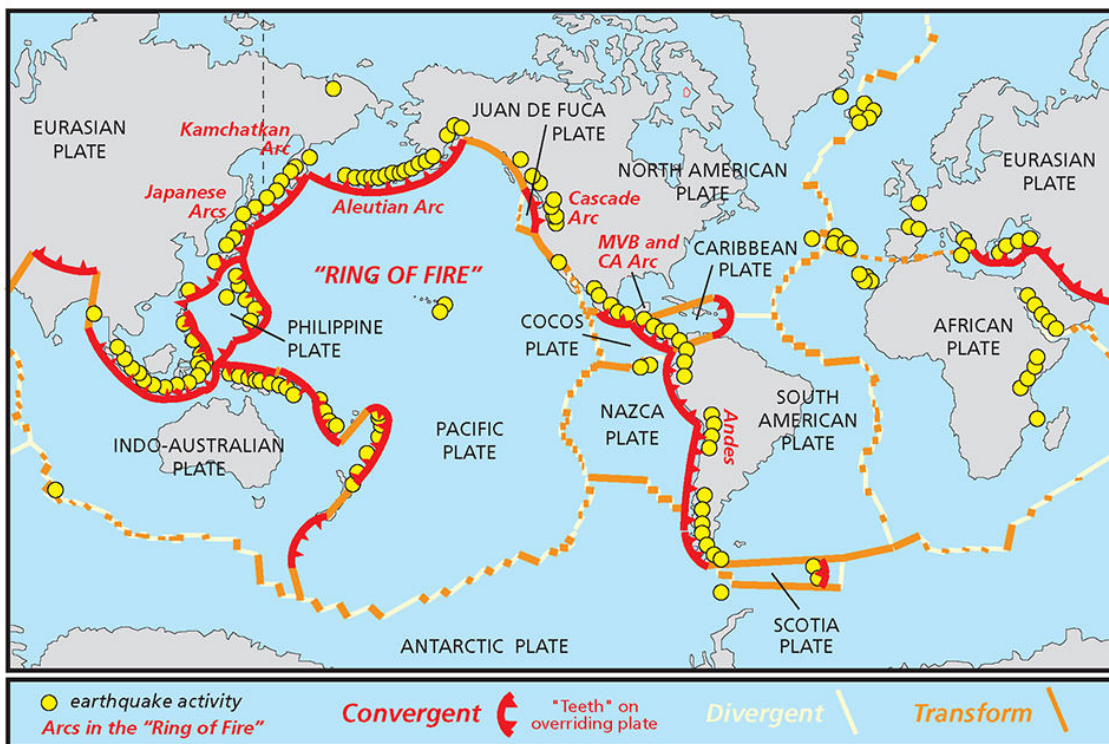 EURASIAN
PLATE
Kamchatkan
Arc
Japanese
Arcs
Aleutian Arc
JUAN DE FUCA
PLATE
NORTH AMERICAN
PLATE
EURASIAN
PLATE
Cascade
Arc
MVB and
CA Arc
CARIBBEAN
PLATE
"RING OF FIRE"
PHILIPPINE
PLATE
COCOS
PLATE
AFRICAN
PLATE
INDO-AUSTRALIAN
PLATE
PACIFIC
PLATE
NAZCA
PLATE
Andes
SOUTH
AMERICAN
PLATE
ANTARCTIC PLATE
SCOTIA
PLATE
earthquake activity
Arcs in the "Ring of Fire"
Convergent
"Teeth" on
overriding plate
Divergent
Transform